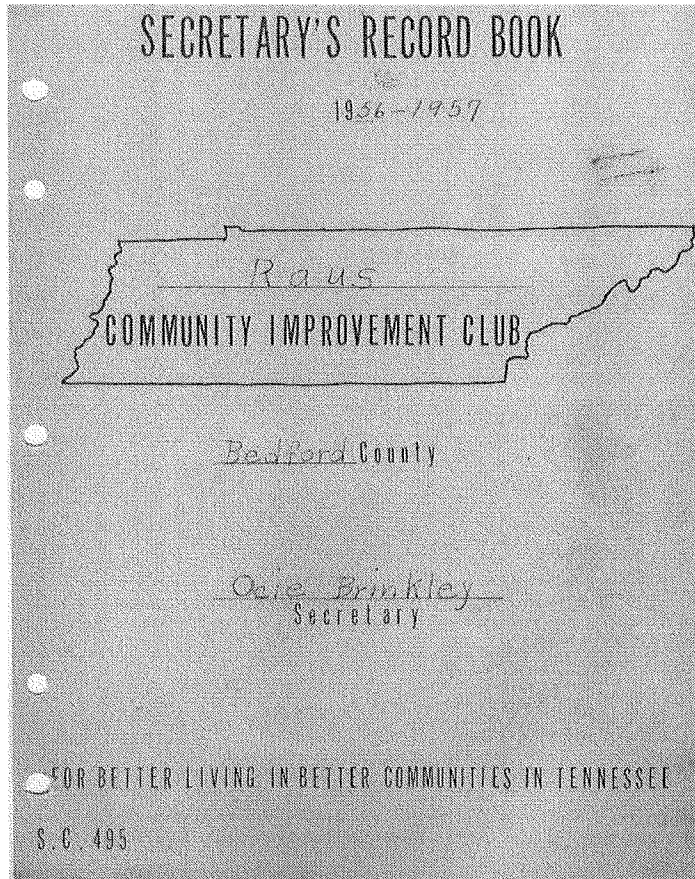 SECRETARY'S RECORD BOOK
1956-1957
Raus
COMMUNITY IMPROVEMENT CLUB
Bedford County
Ocie Brinkley
Secretary
FOR BETTER LIVING IN BETTER COMMUNITIES IN TENNESSEE
S.C. 495